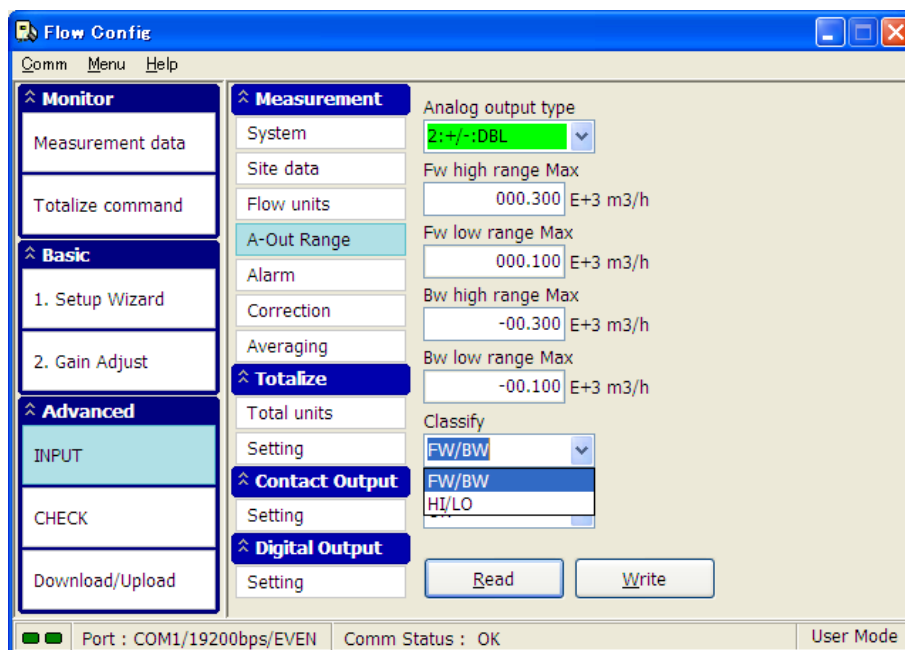 Flow Config
Comm Menu Help
Monitor
Measurement data
Totalize command
Basic
1. Setup Wizard
2. Gain Adjust
Advanced
INPUT
CHECK
Download/Upload
Measurement
System
Site data
Flow units
A-Out Range
Alarm
Correction
Averaging
Totalize
Total units
Setting
Contact Output
Setting
Digital Output
Setting
Analog output type
2:+/-:DBL
Fw high range Max
000.300 E+3 m3/h
Fw low range Max
000.100 E+3 m3/h
Bw high range Max
-00.300 E+3 m3/h
Bw low range Max
-00.100 E+3 m3/h
Classify
FW/BW
FW/BW
HI/LO
Read Write
Port : COM1/19200bps/EVEN Comm Status : OK User Mode